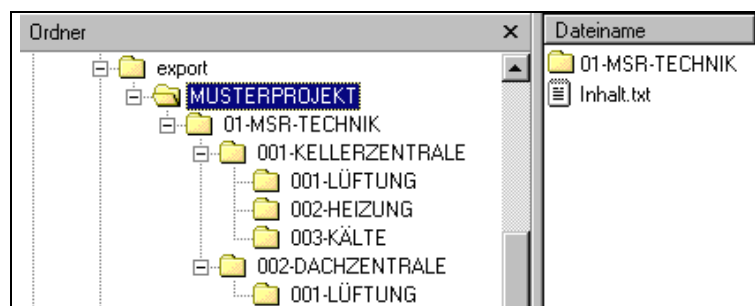 Ordner
export
MUSTERPROJEKT
01-MSR-TECHNIK
001-KELLERZENTRALE
001-LÜFTUNG
002-HEIZUNG
003-KÄLTE
002-DACHZENTRALE
001-LÜFTUNG
Dateiname
01-MSR-TECHNIK
Inhalt.txt